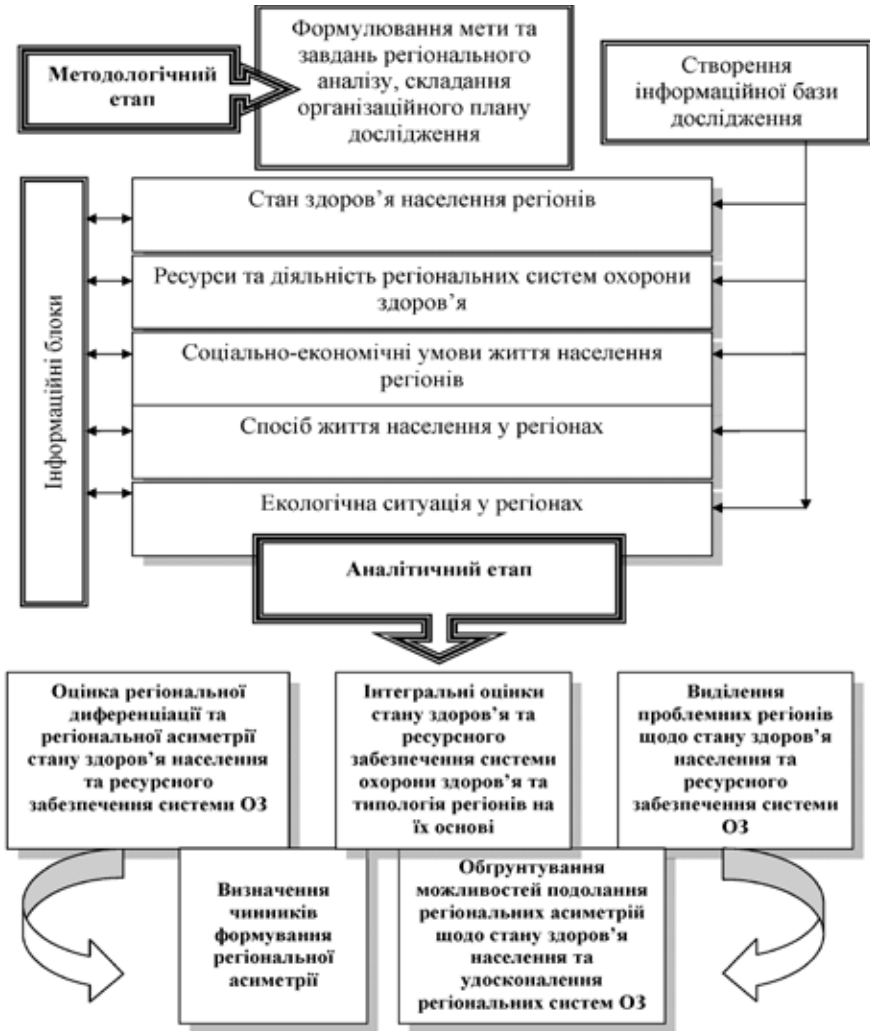 Методологічний
етап
Формулювання мети та
завдань регіонального
аналізу, складання
організаційного плану
дослідження
Створення
інформаційної бази
дослідження
Інформаційні блоки
Стан здоров’я населення регіонів
Ресурси та діяльність регіональних систем охорони
здоров’я
Соціально-економічні умови життя населення
регіонів
Спосіб життя населення у регіонах
Екологічна ситуація у регіонах
Аналітичний етап
Оцінка регіональної
диференціації та
регіональної асиметрії
стану здоров’я населення
та ресурсного
забезпечення системи ОЗ
Інтегральні оцінки
стану здоров’я та
ресурсного
забезпечення системи
охорони здоров’я та
типологія регіонів на
їх основі
Виділення
проблемних регіонів
щодо стану здоров’я
населення та
ресурсного
забезпечення системи
ОЗ
Визначення
чинників
формування
регіональної
асиметрії
Обгрунтування
можливостей подолання
регіональних асиметрій
щодо стану здоров’я
населення та
удосконалення
регіональних систем ОЗ